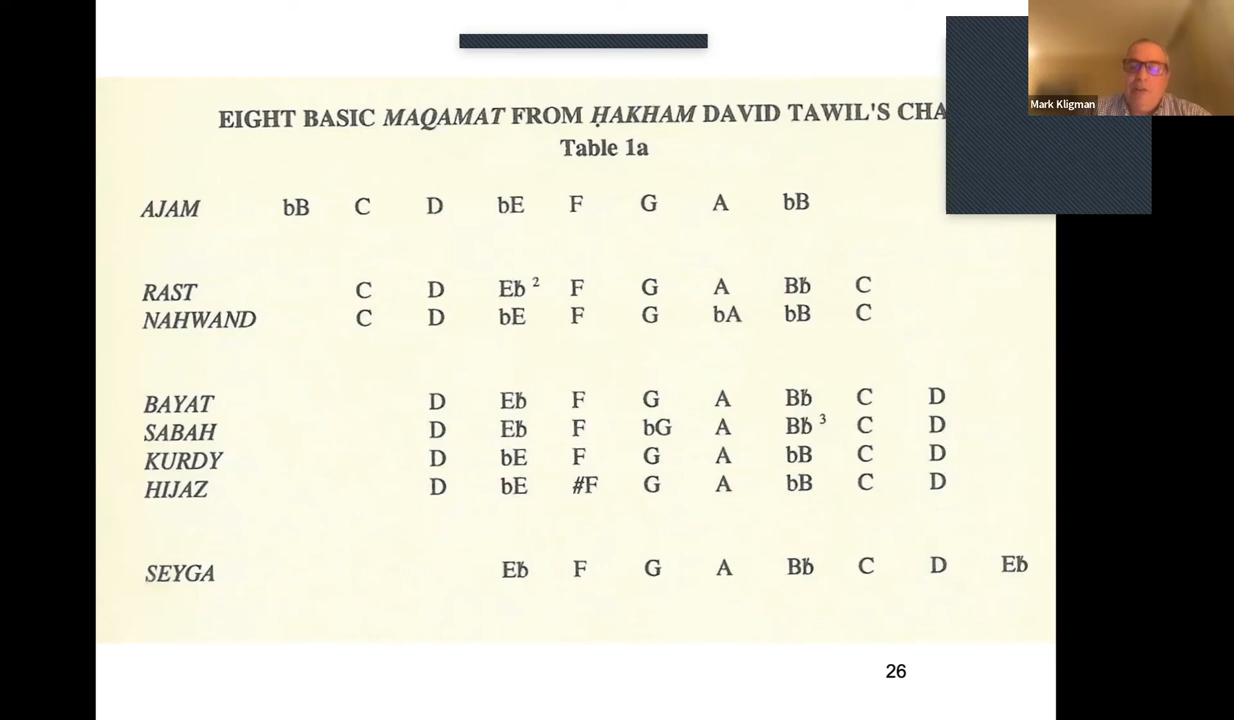 Mark Kligman
EIGHT BASIC MAQAMAT FROM ḤAKHAM DAVID TAWIL'S CHA
Table 1a
AJAM bB C D bE F G A bB
RAST C D Eƀ ² F G A Bƀ C
NAHWAND C D bE F G bA bB C
BAYAT D Eƀ F G A Bƀ C D
SABAH D Eƀ F bG A Bƀ ³ C D
KURDY D bE F G A bB C D
HIJAZ D bE #F G A bB C D
SEYGA Eƀ F G A Bƀ C D Eƀ
26